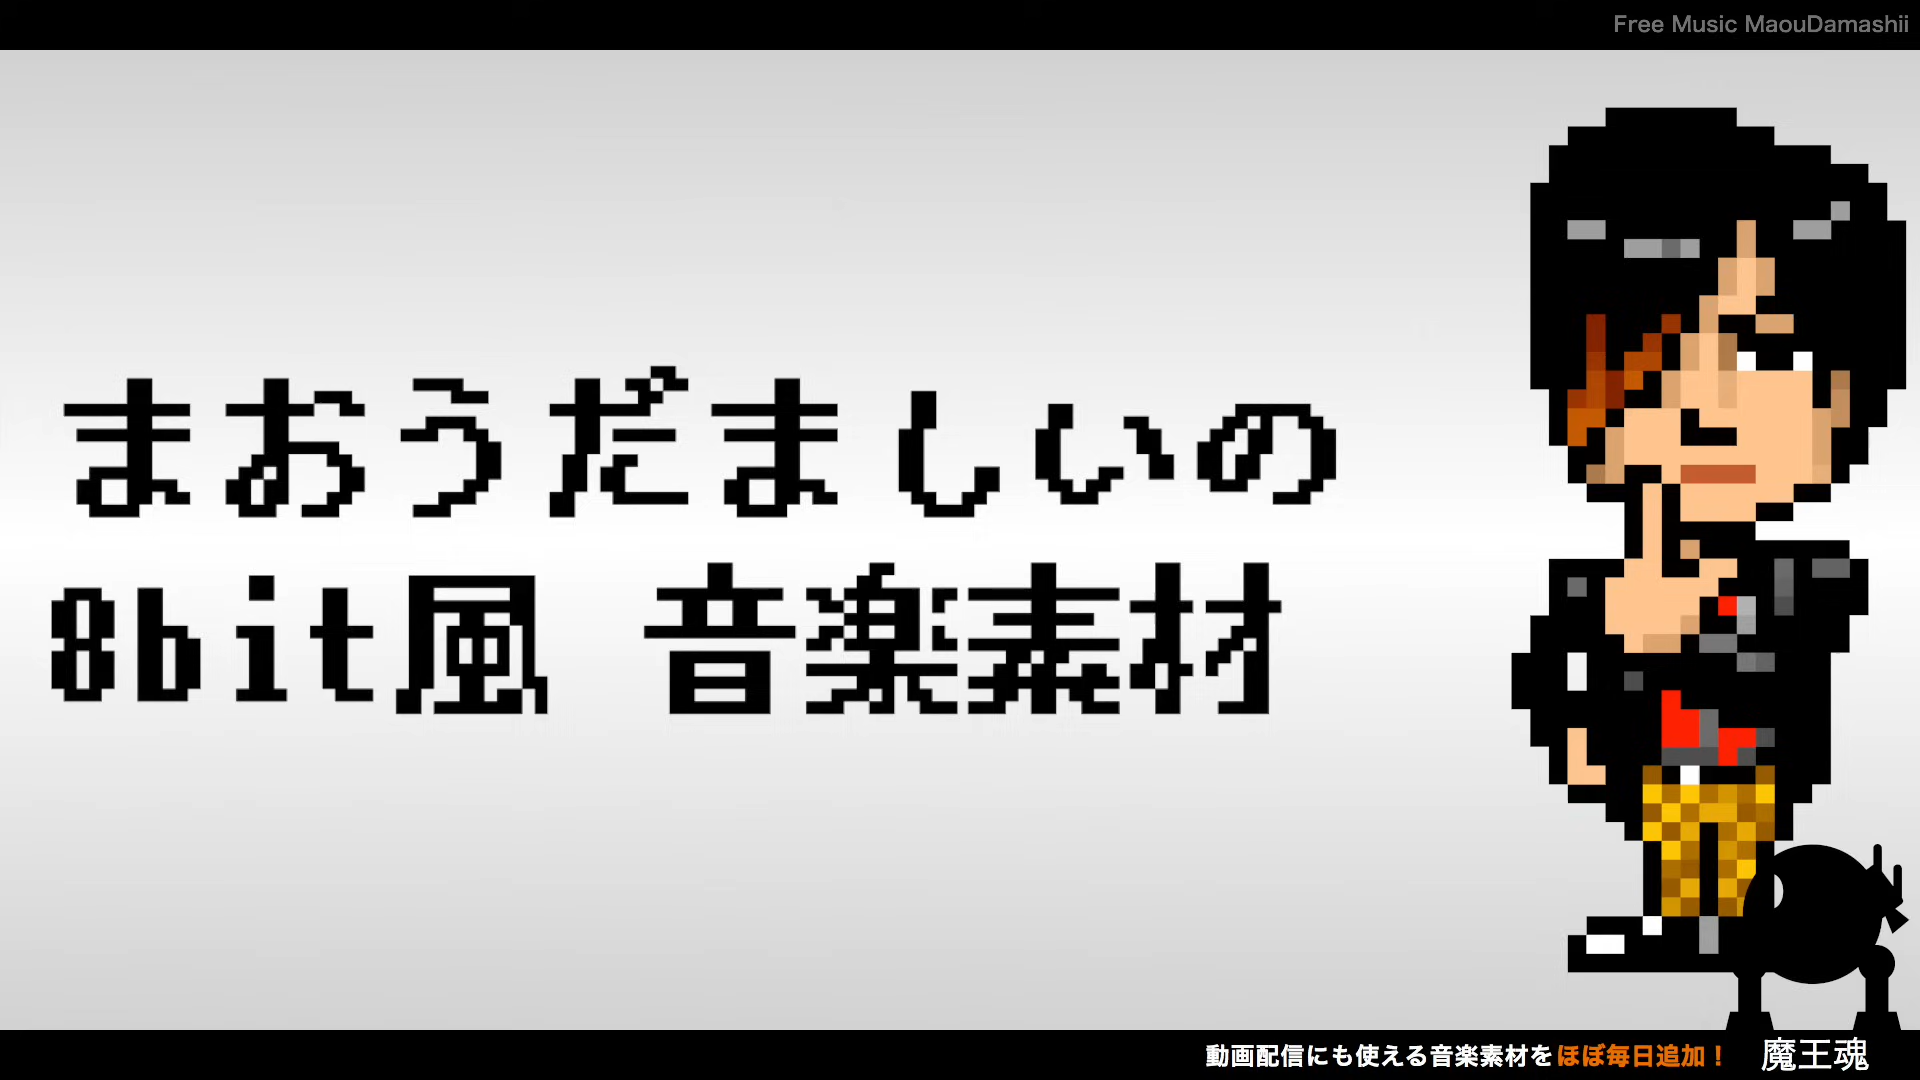 Free Music MaouDamashii
まおうだましいの
8bit風 音楽素材
動画配信にも使える音楽素材をほぼ毎日追加！ 魔王魂